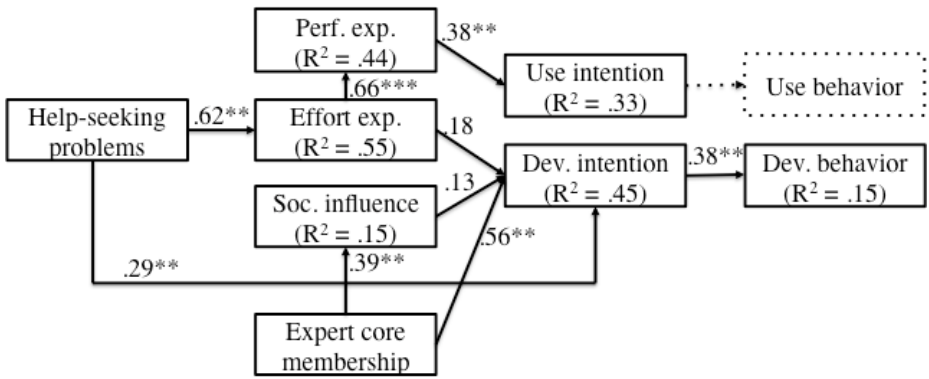 Perf. exp.
(R² = .44)
.38**
Use intention
(R² = .33)
Use behavior
.66***
Help-seeking
problems
.62**
Effort exp.
(R² = .55)
.18
Dev. intention
(R² = .45)
.38**
Dev. behavior
(R² = .15)
.13
Soc. influence
(R² = .15)
.56**
.29**
.39**
Expert core
membership